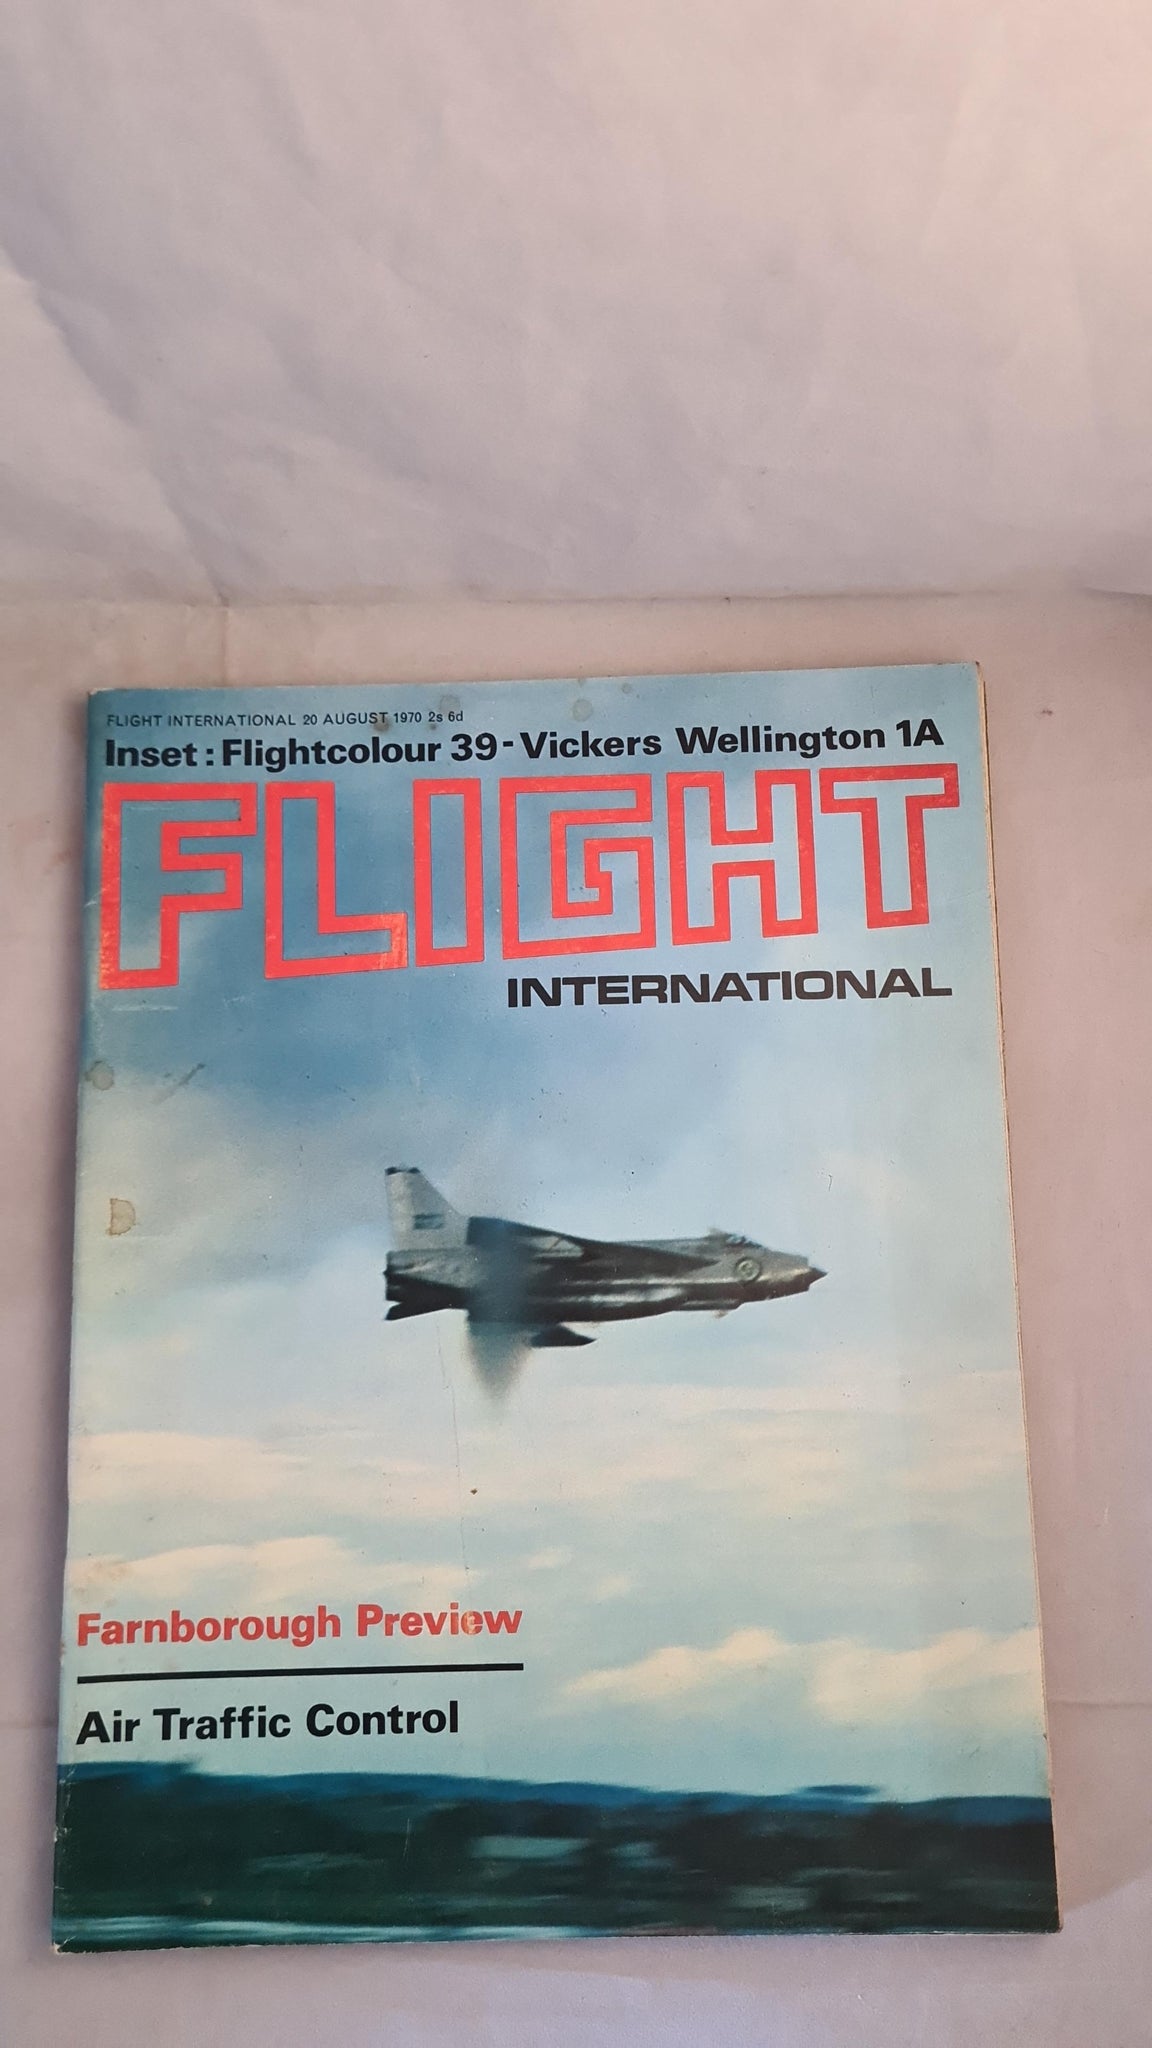 FLIGHT INTERNATIONAL 20 AUGUST 1970 2s 6d
Inset: Flightcolour 39 - Vickers Wellington 1A
FLIGHT
INTERNATIONAL
Farnborough Preview
Air Traffic Control